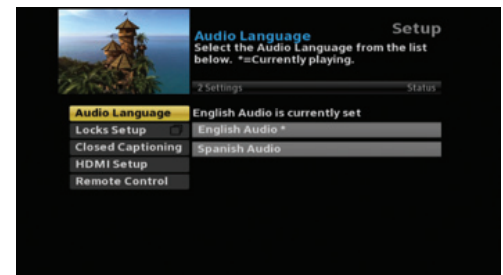 Setup
Audio Language
Select the Audio Language from the list
below. *=Currently playing.
2 Settings Status
Audio Language
English Audio is currently set
Locks Setup
English Audio *
Closed Captioning
Spanish Audio
HDMI Setup
Remote Control